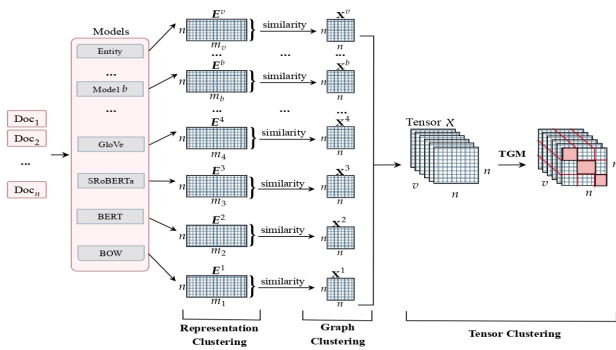 Models
Doc1
Doc2
...
Docn
Entity
...
Model b
...
GloVe
SRoBERTa
BERT
BOW
E^v
n
m_v
similarity
X^v
n
n
...
...
...
E^b
n
m_b
similarity
X^b
n
n
...
...
...
E^4
n
m_4
similarity
X^4
n
n
E^3
n
m_3
similarity
X^3
n
n
E^2
n
m_2
similarity
X^2
n
n
E^1
n
m_1
similarity
X^1
n
n
Tensor X
v
n
n
TGM
v
n
n
Representation
Clustering
Graph
Clustering
Tensor Clustering